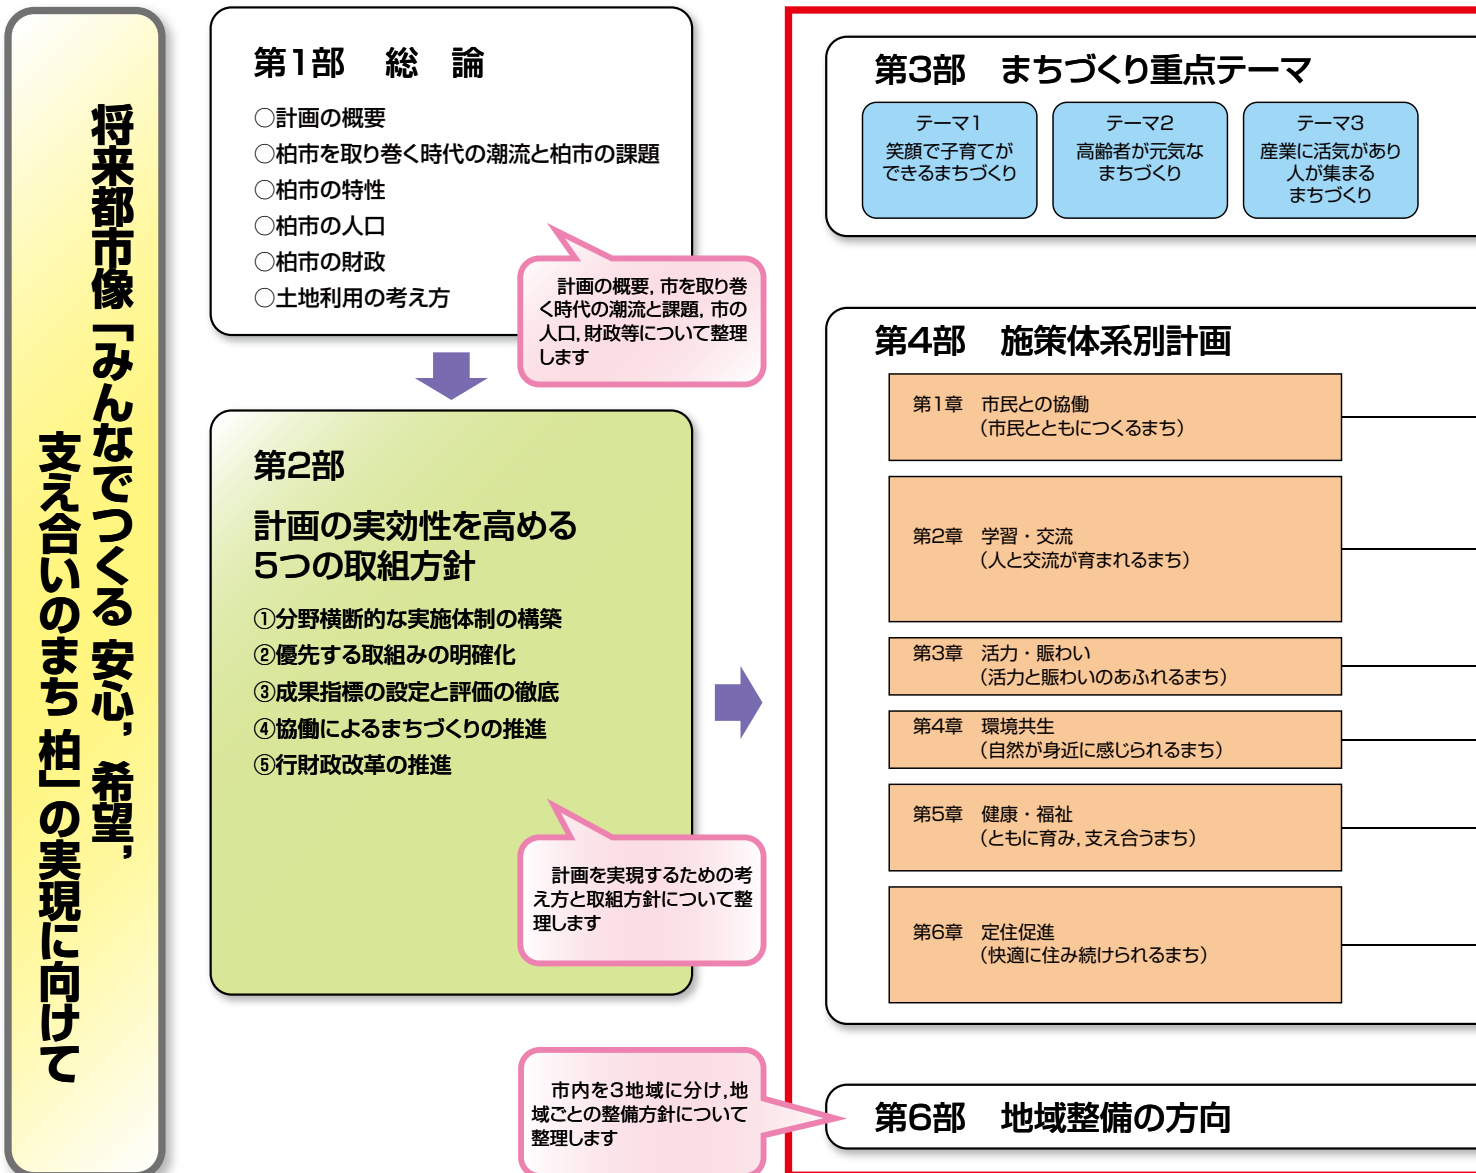 将来都市像「みんなでつくる 安心，希望，
支え合いのまち 柏」の実現に向けて
第1部　総　論
○計画の概要
○柏市を取り巻く時代の潮流と柏市の課題
○柏市の特性
○柏市の人口
○柏市の財政
○土地利用の考え方
計画の概要，市を取り巻
く時代の潮流と課題，市の
人口，財政等について整理
します
第2部
計画の実効性を高める
5つの取組方針
①分野横断的な実施体制の構築
②優先する取組みの明確化
③成果指標の設定と評価の徹底
④協働によるまちづくりの推進
⑤行財政改革の推進
計画を実現するための考
え方と取組方針について整
理します
第3部　まちづくり重点テーマ
テーマ1
笑顔で子育てが
できるまちづくり
テーマ2
高齢者が元気な
まちづくり
テーマ3
産業に活気があり
人が集まる
まちづくり
第4部　施策体系別計画
第1章　市民との協働
（市民とともにつくるまち）
第2章　学習・交流
（人と交流が育まれるまち）
第3章　活力・賑わい
（活力と賑わいのあふれるまち）
第4章　環境共生
（自然が身近に感じられるまち）
第5章　健康・福祉
（ともに育み，支え合うまち）
第6章　定住促進
（快適に住み続けられるまち）
市内を3地域に分け，地
域ごとの整備方針について
整理します
第6部　地域整備の方向